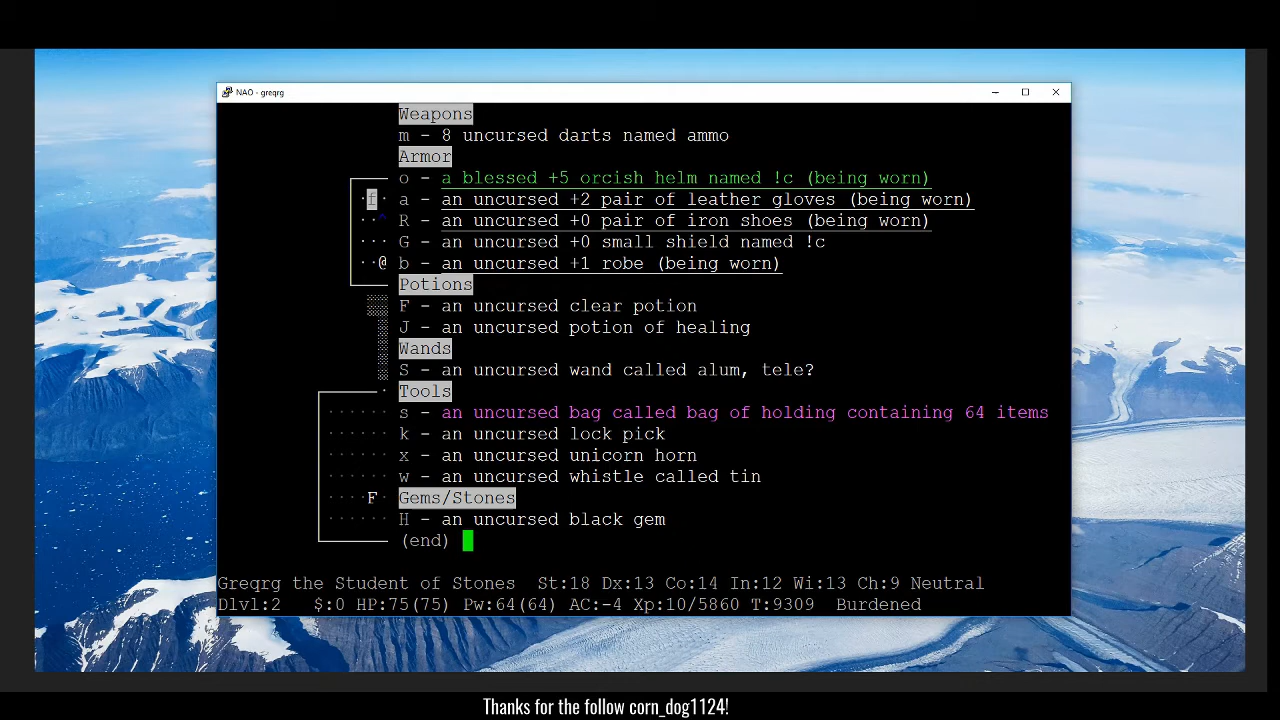 NAO - greqrg
Weapons
m - 8 uncursed darts named ammo
Armor
o - a blessed +5 orcish helm named !c (being worn)
f a - an uncursed +2 pair of leather gloves (being worn)
^ R - an uncursed +0 pair of iron shoes (being worn)
G - an uncursed +0 small shield named !c
@ b - an uncursed +1 robe (being worn)
Potions
F - an uncursed clear potion
J - an uncursed potion of healing
Wands
S - an uncursed wand called alum, tele?
Tools
s - an uncursed bag called bag of holding containing 64 items
k - an uncursed lock pick
x - an uncursed unicorn horn
w - an uncursed whistle called tin
F Gems/Stones
H - an uncursed black gem
(end)
Greqrg the Student of Stones St:18 Dx:13 Co:14 In:12 Wi:13 Ch:9 Neutral
Dlvl:2 $:0 HP:75(75) Pw:64(64) AC:-4 Xp:10/5860 T:9309 Burdened
Thanks for the follow corn_dog1124!